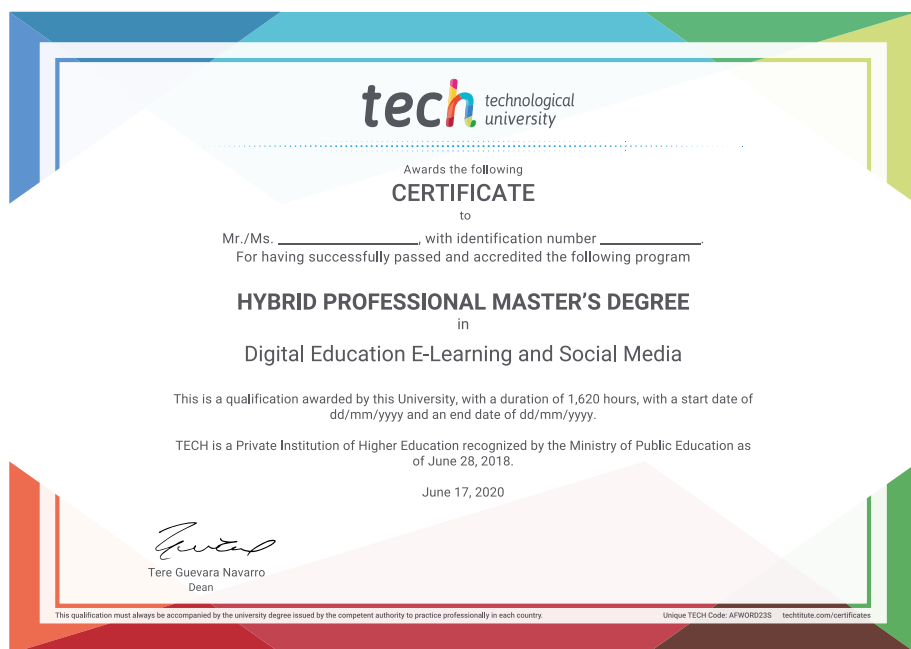 tech technological
university
Awards the following
CERTIFICATE
to
Mr./Ms. ____________________, with identification number ______________.
For having successfully passed and accredited the following program
HYBRID PROFESSIONAL MASTER'S DEGREE
in
Digital Education E-Learning and Social Media
This is a qualification awarded by this University, with a duration of 1,620 hours, with a start date of
dd/mm/yyyy and an end date of dd/mm/yyyy.
TECH is a Private Institution of Higher Education recognized by the Ministry of Public Education as
of June 28, 2018.
June 17, 2020
Tere Guevara Navarro
Dean
This qualification must always be accompanied by the university degree issued by the competent authority to practice professionally in each country.
Unique TECH Code: AFWORD23S techtitute.com/certificates